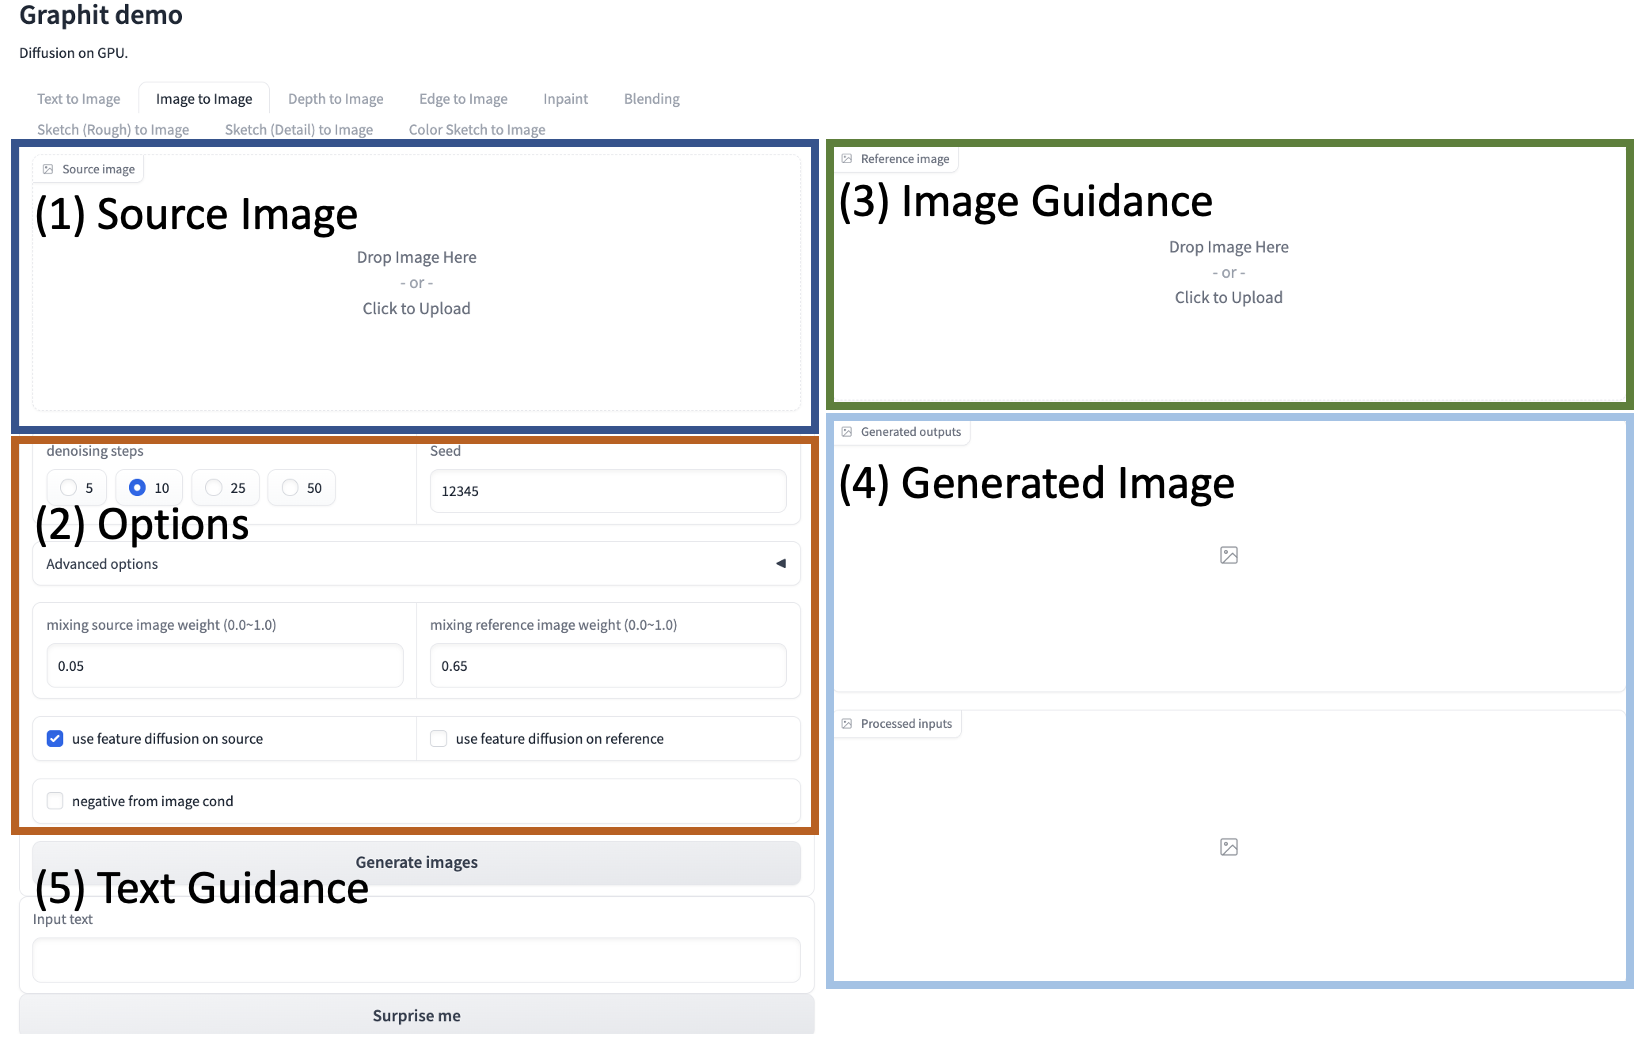 Graphit demo
Diffusion on GPU.
Text to Image Image to Image Depth to Image Edge to Image Inpaint Blending
Sketch (Rough) to Image Sketch (Detail) to Image Color Sketch to Image
Source image
(1) Source Image
Drop Image Here
- or -
Click to Upload
denoising steps
5 10 25 50
Seed
12345
(2) Options
Advanced options
mixing source image weight (0.0~1.0)
0.05
mixing reference image weight (0.0~1.0)
0.65
use feature diffusion on source
use feature diffusion on reference
negative from image cond
Generate images
(5) Text Guidance
Input text
Surprise me
Reference image
(3) Image Guidance
Drop Image Here
- or -
Click to Upload
Generated outputs
(4) Generated Image
Processed inputs